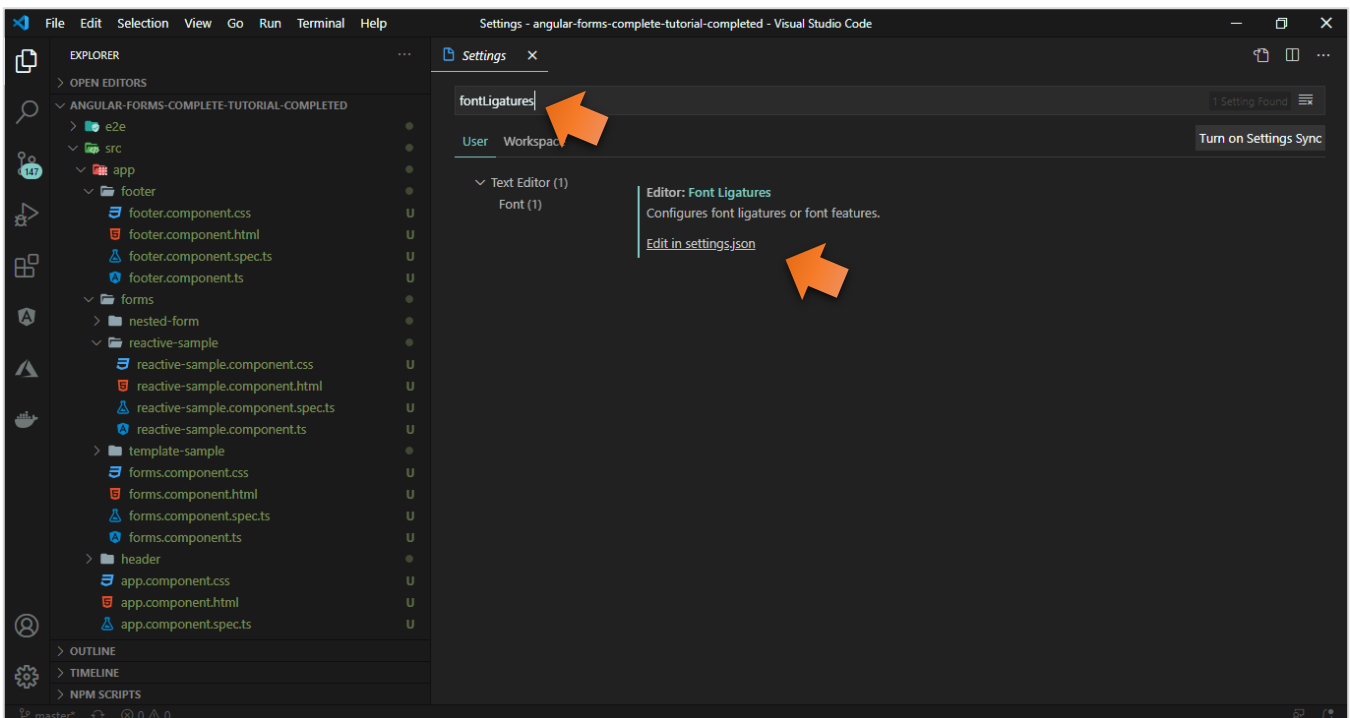 File Edit Selection View Go Run Terminal Help
Settings - angular-forms-complete-tutorial-completed - Visual Studio Code
EXPLORER
OPEN EDITORS
ANGULAR-FORMS-COMPLETE-TUTORIAL-COMPLETED
e2e
src
app
footer
footer.component.css U
footer.component.html U
footer.component.spec.ts U
footer.component.ts U
forms
nested-form
reactive-sample
reactive-sample.component.css U
reactive-sample.component.html U
reactive-sample.component.spec.ts U
reactive-sample.component.ts U
template-sample
forms.component.css U
forms.component.html U
forms.component.spec.ts U
forms.component.ts U
header
app.component.css U
app.component.html U
app.component.spec.ts U
OUTLINE
TIMELINE
NPM SCRIPTS
147
Settings
fontLigatures
1 Setting Found
User Workspace
Turn on Settings Sync
Text Editor (1)
Font (1)
Editor: Font Ligatures
Configures font ligatures or font features.
Edit in settings.json
master* 0 0